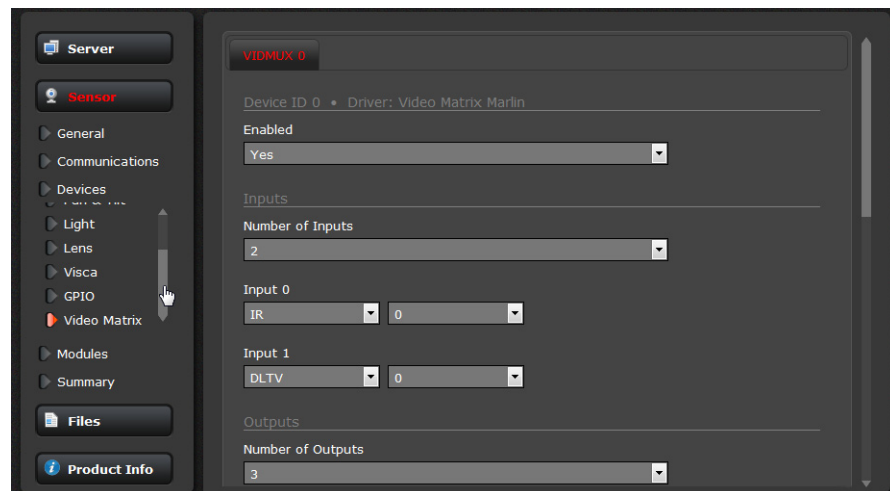 Server
Sensor
General
Communications
Devices
Light
Lens
Visca
GPIO
Video Matrix
Modules
Summary
Files
Product Info
VIDMUX 0
Device ID 0 • Driver: Video Matrix Marlin
Enabled
Yes
Inputs
Number of Inputs
2
Input 0
IR 0
Input 1
DLTV 0
Outputs
Number of Outputs
3